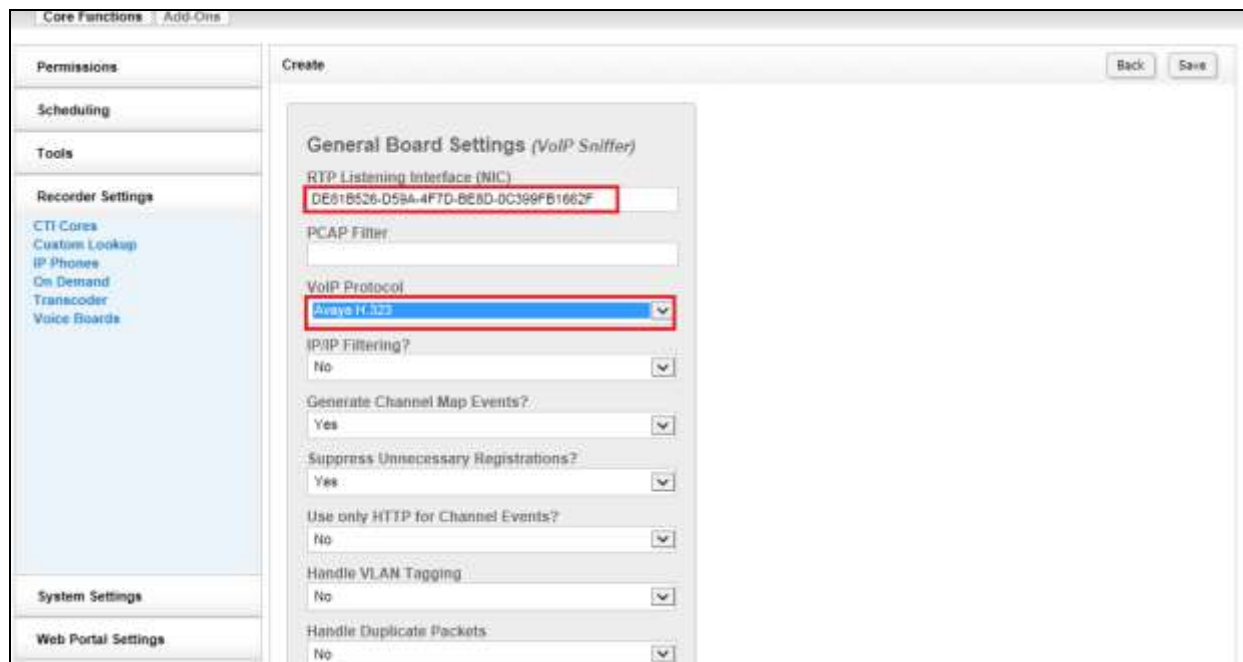 Core Functions Add-Ons
Permissions
Scheduling
Tools
Recorder Settings
CTI Cores
Custom Lookup
IP Phones
On Demand
Transcoder
Voice Boards
System Settings
Web Portal Settings
Create
Back Save
General Board Settings (VoIP Sniffer)
RTP Listening Interface (NIC)
DE61B526-D59A-4F7D-BE8D-0C399FB1662F
PCAP Filter
VoIP Protocol
Avaya H.323
IP/IP Filtering?
No
Generate Channel Map Events?
Yes
Suppress Unnecessary Registrations?
Yes
Use only HTTP for Channel Events?
No
Handle VLAN Tagging
No
Handle Duplicate Packets
No